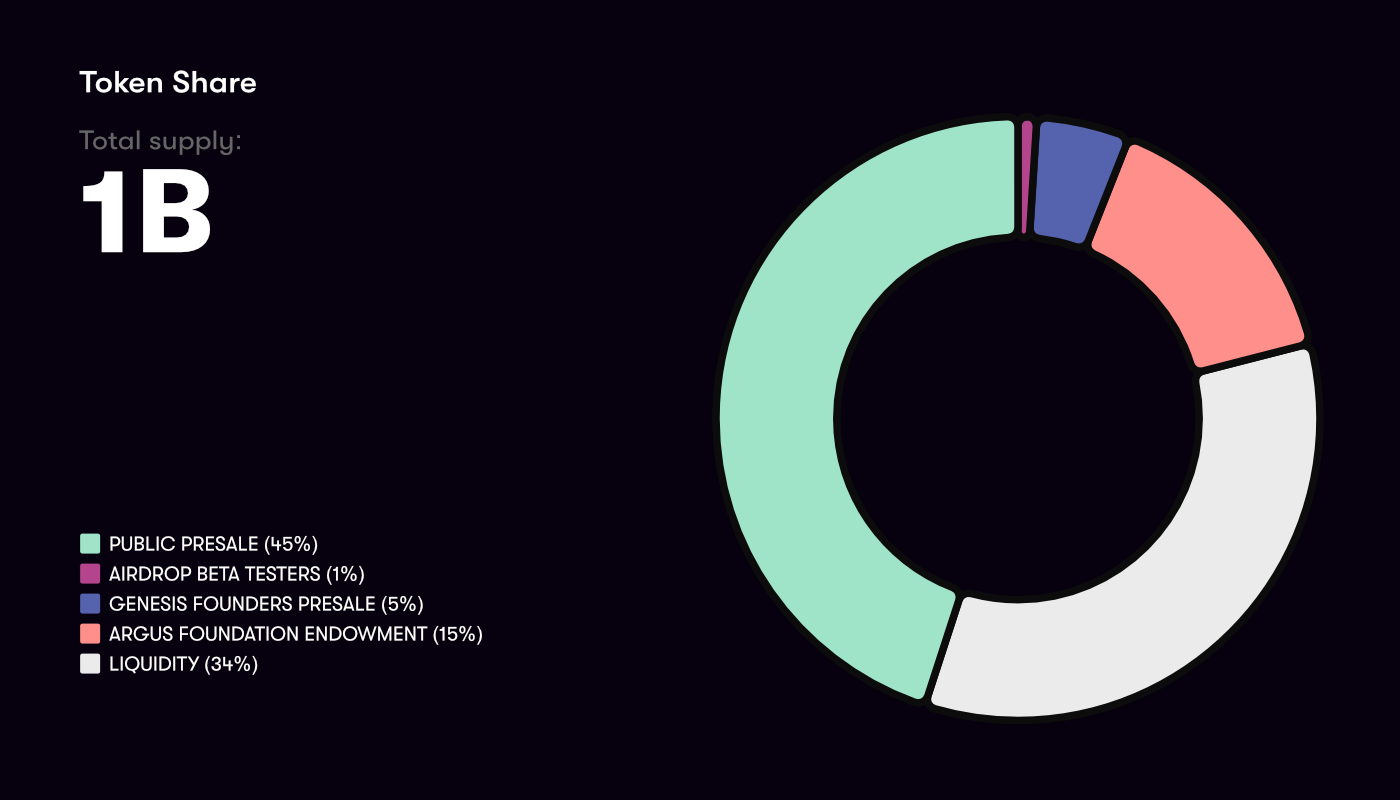 Token Share
Total supply:
1B
PUBLIC PRESALE (45%)
AIRDROP BETA TESTERS (1%)
GENESIS FOUNDERS PRESALE (5%)
ARGUS FOUNDATION ENDOWMENT (15%)
LIQUIDITY (34%)